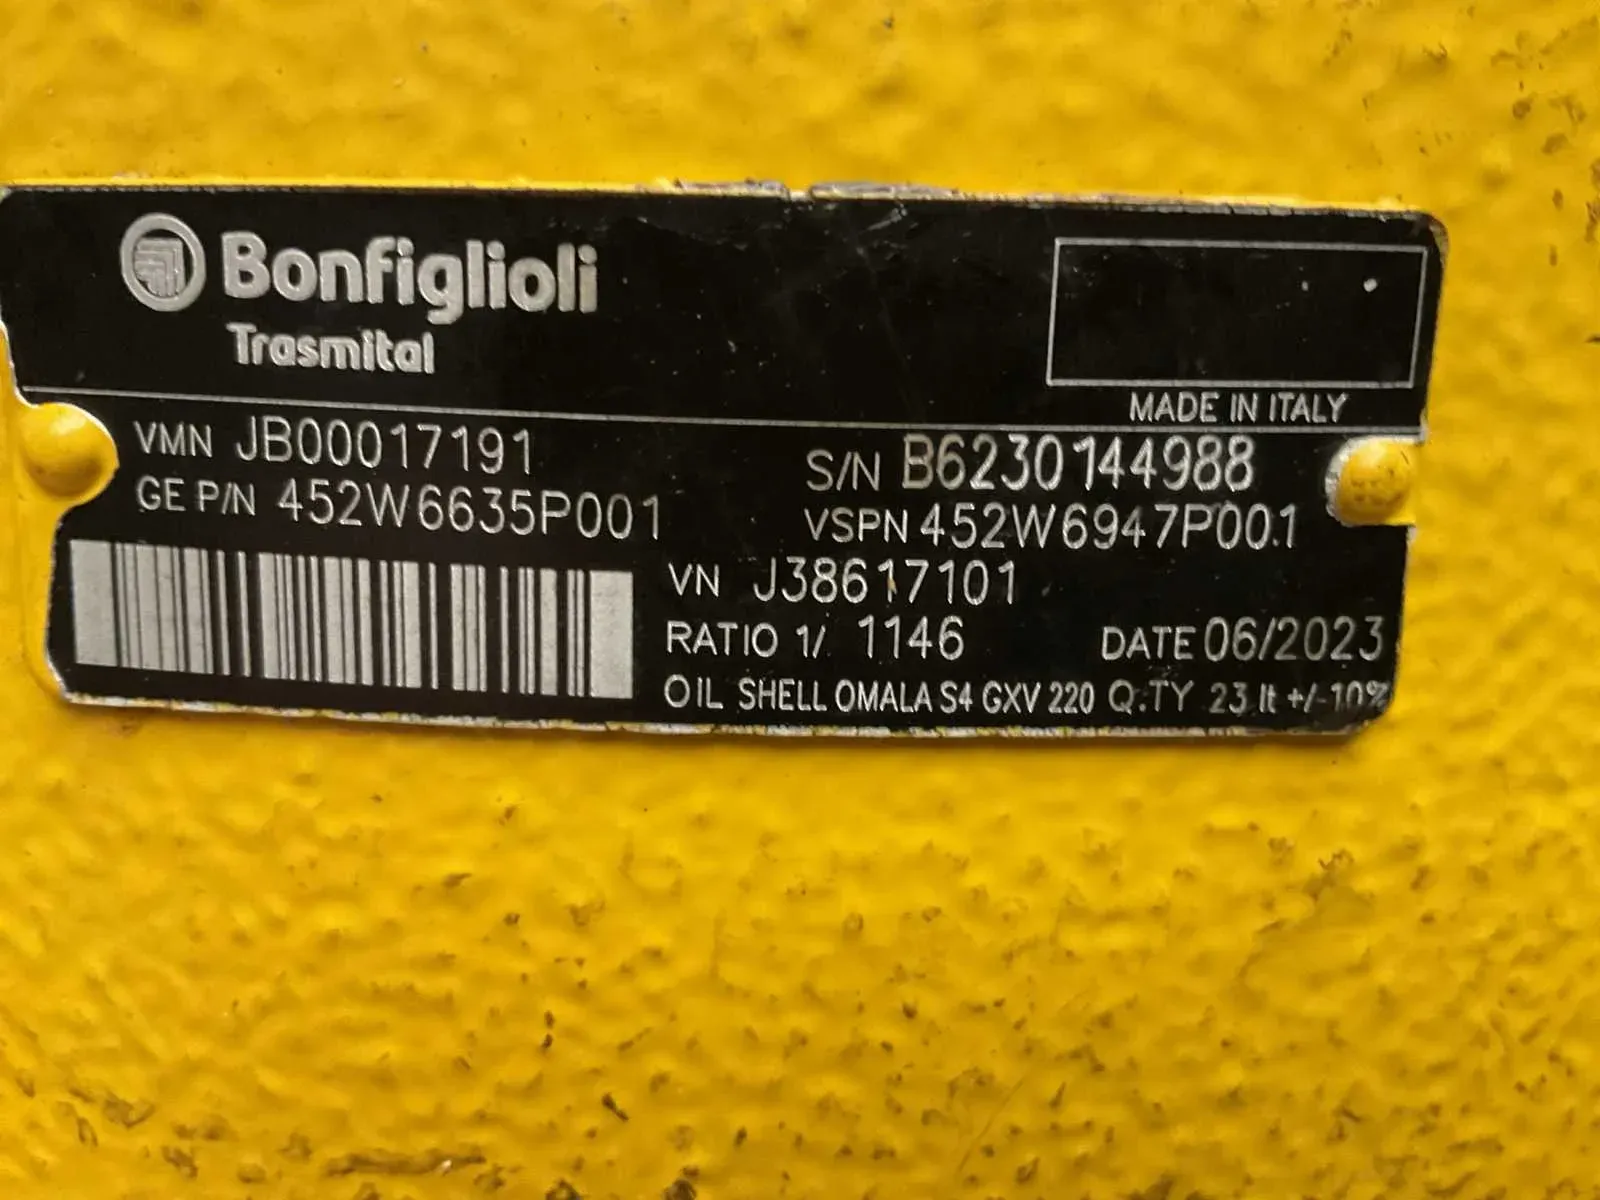 Bonfiglioli
Trasmital
MADE IN ITALY
VMN JB00017191
S/N B6230144988
GE P/N 452W6635P001
VSPN 452W6947P001
VN J38617101
RATIO 1/ 1146
DATE 06/2023
OIL SHELL OMALA S4 GXV 220 Q.TY 23 lt +/-10%